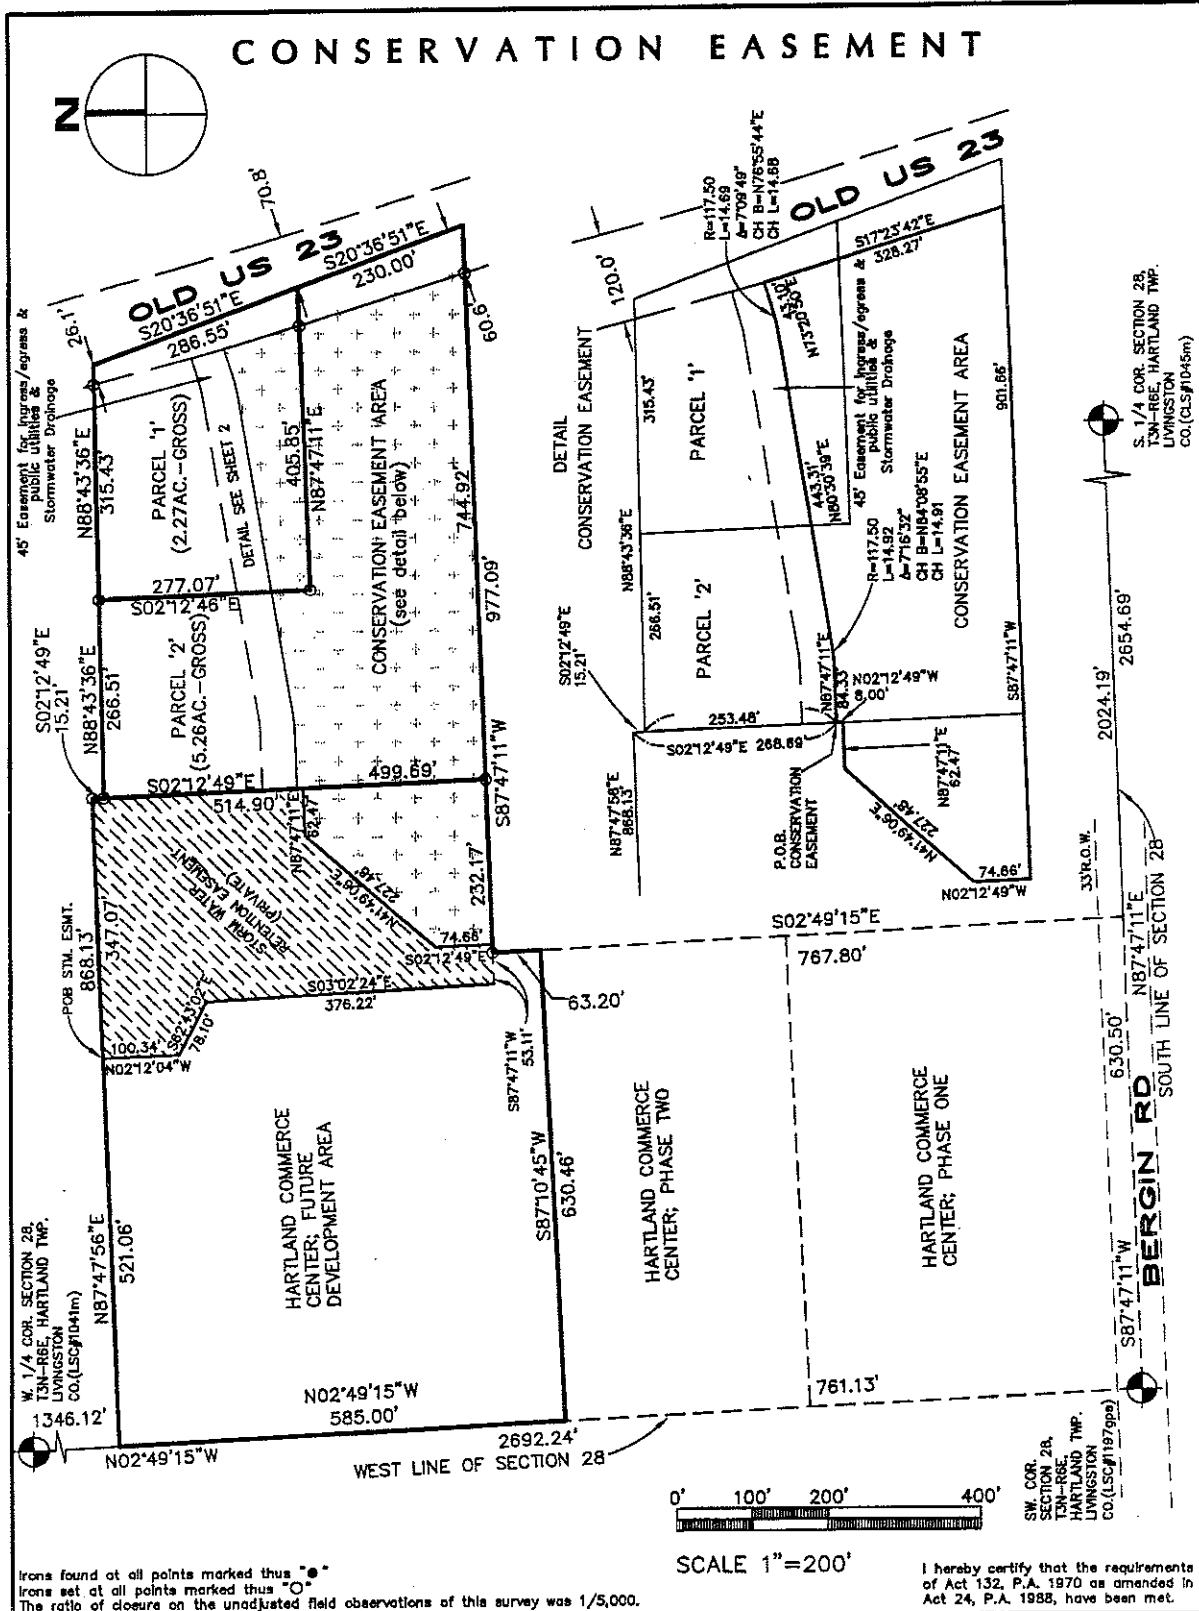 CONSERVATION EASEMENT
N
OLD US 23
70.8'
26.1'
S20°36'51"E
286.55'
S20°36'51"E
230.00'
60.6'
45' Easement for Ingress/egress &
public utilities &
Stormwater Drainage
N88°43'36"E
315.43'
PARCEL '1'
(2.27AC.-GROSS)
DETAIL SEE SHEET 2
405.85'
N87°47'11"E
CONSERVATION EASEMENT AREA
(see detail below)
744.92'
977.09'
277.07'
S02°12'46"E
S02°12'49"E
15.21'
N88°43'36"E
266.51'
PARCEL '2'
(5.26AC.-GROSS)
S02°12'49"E
514.90'
499.69'
S87°47'11"W
232.17'
N87°47'11"E
62.47'
N41°49'06"E
227.48'
74.66'
S02°12'49"E
STORM WATER
RETENTION EASEMENT
(PRIVATE)
POB STM. ESMT.
868.13'
347.07'
S03°02'24"E
376.22'
S62°43'02"E
78.10'
100.34'
N02°12'04"W
63.20'
S87°47'11"W
53.11'
HARTLAND COMMERCE
CENTER; FUTURE
DEVELOPMENT AREA
S87°10'45"W
630.46'
N87°47'56"E
521.06'
W. 1/4 COR. SECTION 28,
T3N-R6E, HARTLAND TWP.
LIVINGSTON
CO.(LSC#1041m)
1346.12'
N02°49'15"W
N02°49'15"W
585.00'
2692.24'
WEST LINE OF SECTION 28
DETAIL
CONSERVATION EASEMENT
120.0'
OLD US 23
R=117.50
L=14.69
Δ=7°09'49"
CH B=N76°55'44"E
CH L=14.68
S17°23'42"E
328.27'
43.10'
N73°20'50"E
45' Easement for Ingress/egress &
public utilities &
Stormwater Drainage
315.43'
N88°43'36"E
PARCEL '1'
443.31'
N80°30'39"E
CONSERVATION EASEMENT AREA
901.66'
R=117.50
L=14.92
Δ=7°16'32"
CH B=N84°08'55"E
CH L=14.91
S02°12'49"E
15.21'
266.51'
PARCEL '2'
N87°47'11"E
84.33'
N02°12'49"W
8.00'
S87°47'11"W
253.48'
S02°12'49"E 268.69'
N87°47'56"E
868.13'
P.O.B.
CONSERVATION
EASEMENT
N87°47'11"E
62.47'
N41°49'06"E
227.48'
74.66'
N02°12'49"W
S02°49'15"E
767.80'
33'R.O.W.
HARTLAND COMMERCE
CENTER; PHASE TWO
HARTLAND COMMERCE
CENTER; PHASE ONE
761.13'
S. 1/4 COR. SECTION 28,
T3N-R6E, HARTLAND TWP.
LIVINGSTON
CO.(CLS#1045m)
2654.69'
2024.19'
N87°47'11"E
SOUTH LINE OF SECTION 28
630.50'
BERGIN RD
S87°47'11"W
SW. COR.
SECTION 28,
T3N-R6E,
HARTLAND TWP.
LIVINGSTON
CO.(LSC#1197gps)
0' 100' 200' 400'
SCALE 1"=200'
Irons found at all points marked thus "●"
Irons set at all points marked thus "O"
The ratio of closure on the unadjusted field observations of this survey was 1/5,000.
I hereby certify that the requirements
of Act 132, P.A. 1970 as amended in
Act 24, P.A. 1988, have been met.